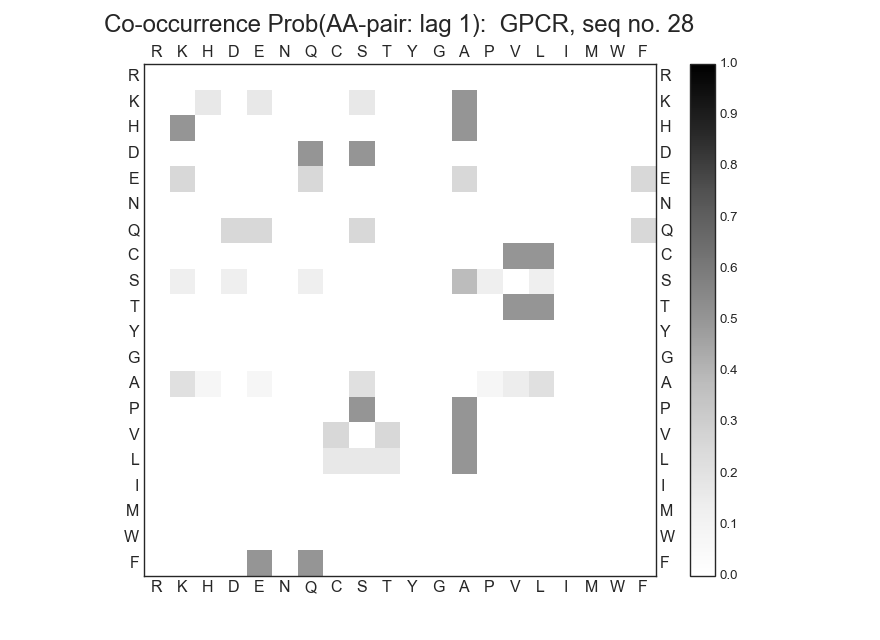 Co-occurrence Prob(AA-pair: lag 1):  GPCR, seq no. 28
R K H D E N Q C S T Y G A P V L I M W F
R R 1.0
K K 0.9
H H
D D 0.8
E E 0.7
N N
Q Q
C C 0.6
S S
T T 0.5
Y Y
G G 0.4
A A
P P 0.3
V V
L L 0.2
I I
M M 0.1
W W
F F 0.0
R K H D E N Q C S T Y G A P V L I M W F